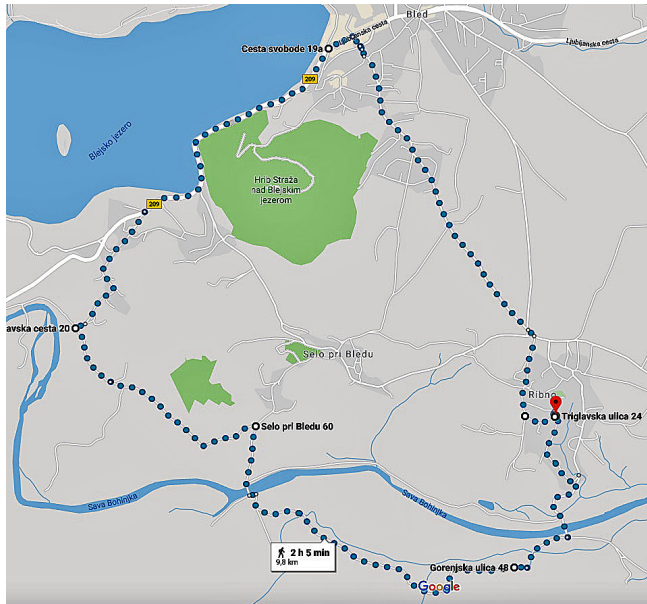 Bled
Cesta svobode 19a
Ljubljanska cesta
Ljubljanska cesta
209
Blejsko jezero
Hrib Straža
nad Blejskim
jezerom
209
avska cesta 20
Selo pri Bledu
Ribno
Triglavska ulica 24
Selo pri Bledu 60
Sava Bohinjka
Sava Bohinjka
2 h 5 min
9,8 km
Gorenjska ulica 48
Google